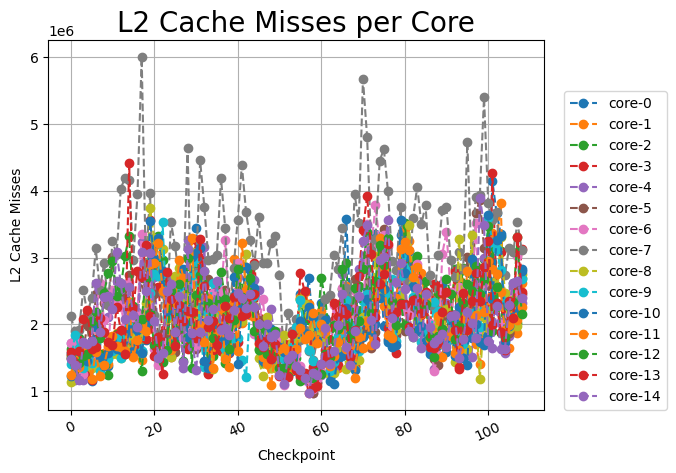 L2 Cache Misses per Core
1e6
6
5
4
3
2
1
L2 Cache Misses
0
20
40
60
80
100
Checkpoint
core-0
core-1
core-2
core-3
core-4
core-5
core-6
core-7
core-8
core-9
core-10
core-11
core-12
core-13
core-14